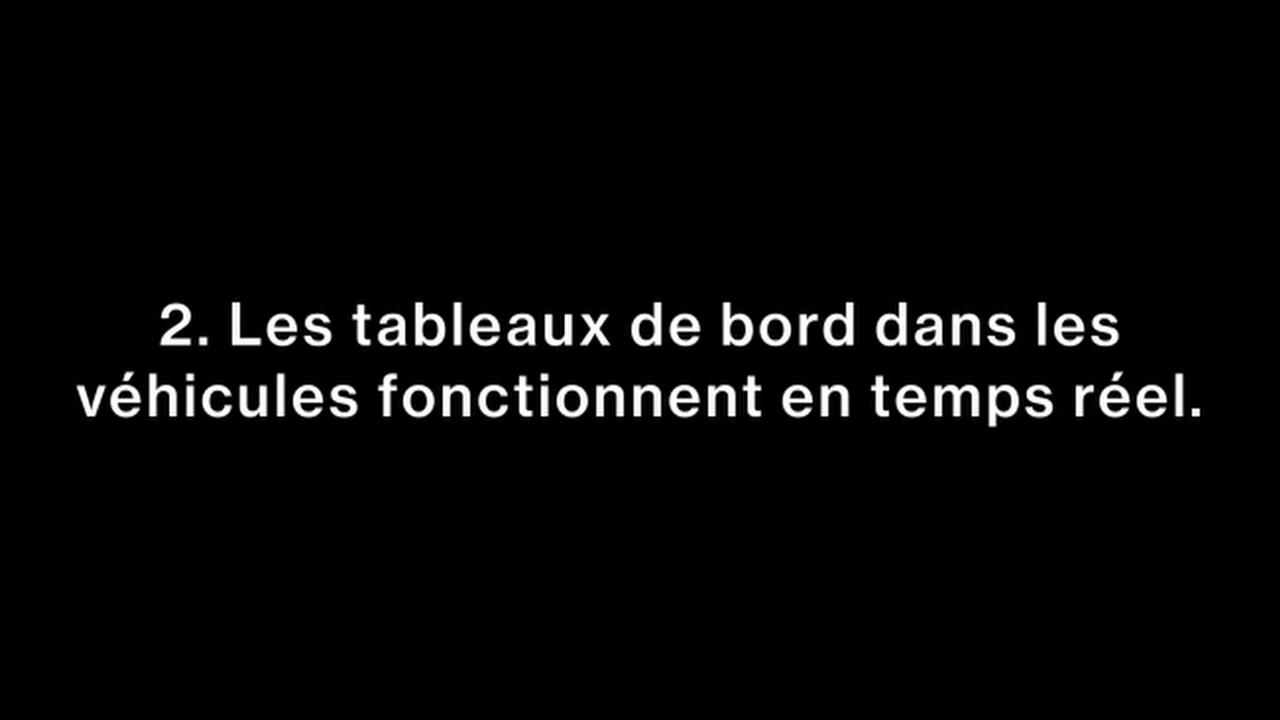 2. Les tableaux de bord dans les
véhicules fonctionnent en temps réel.